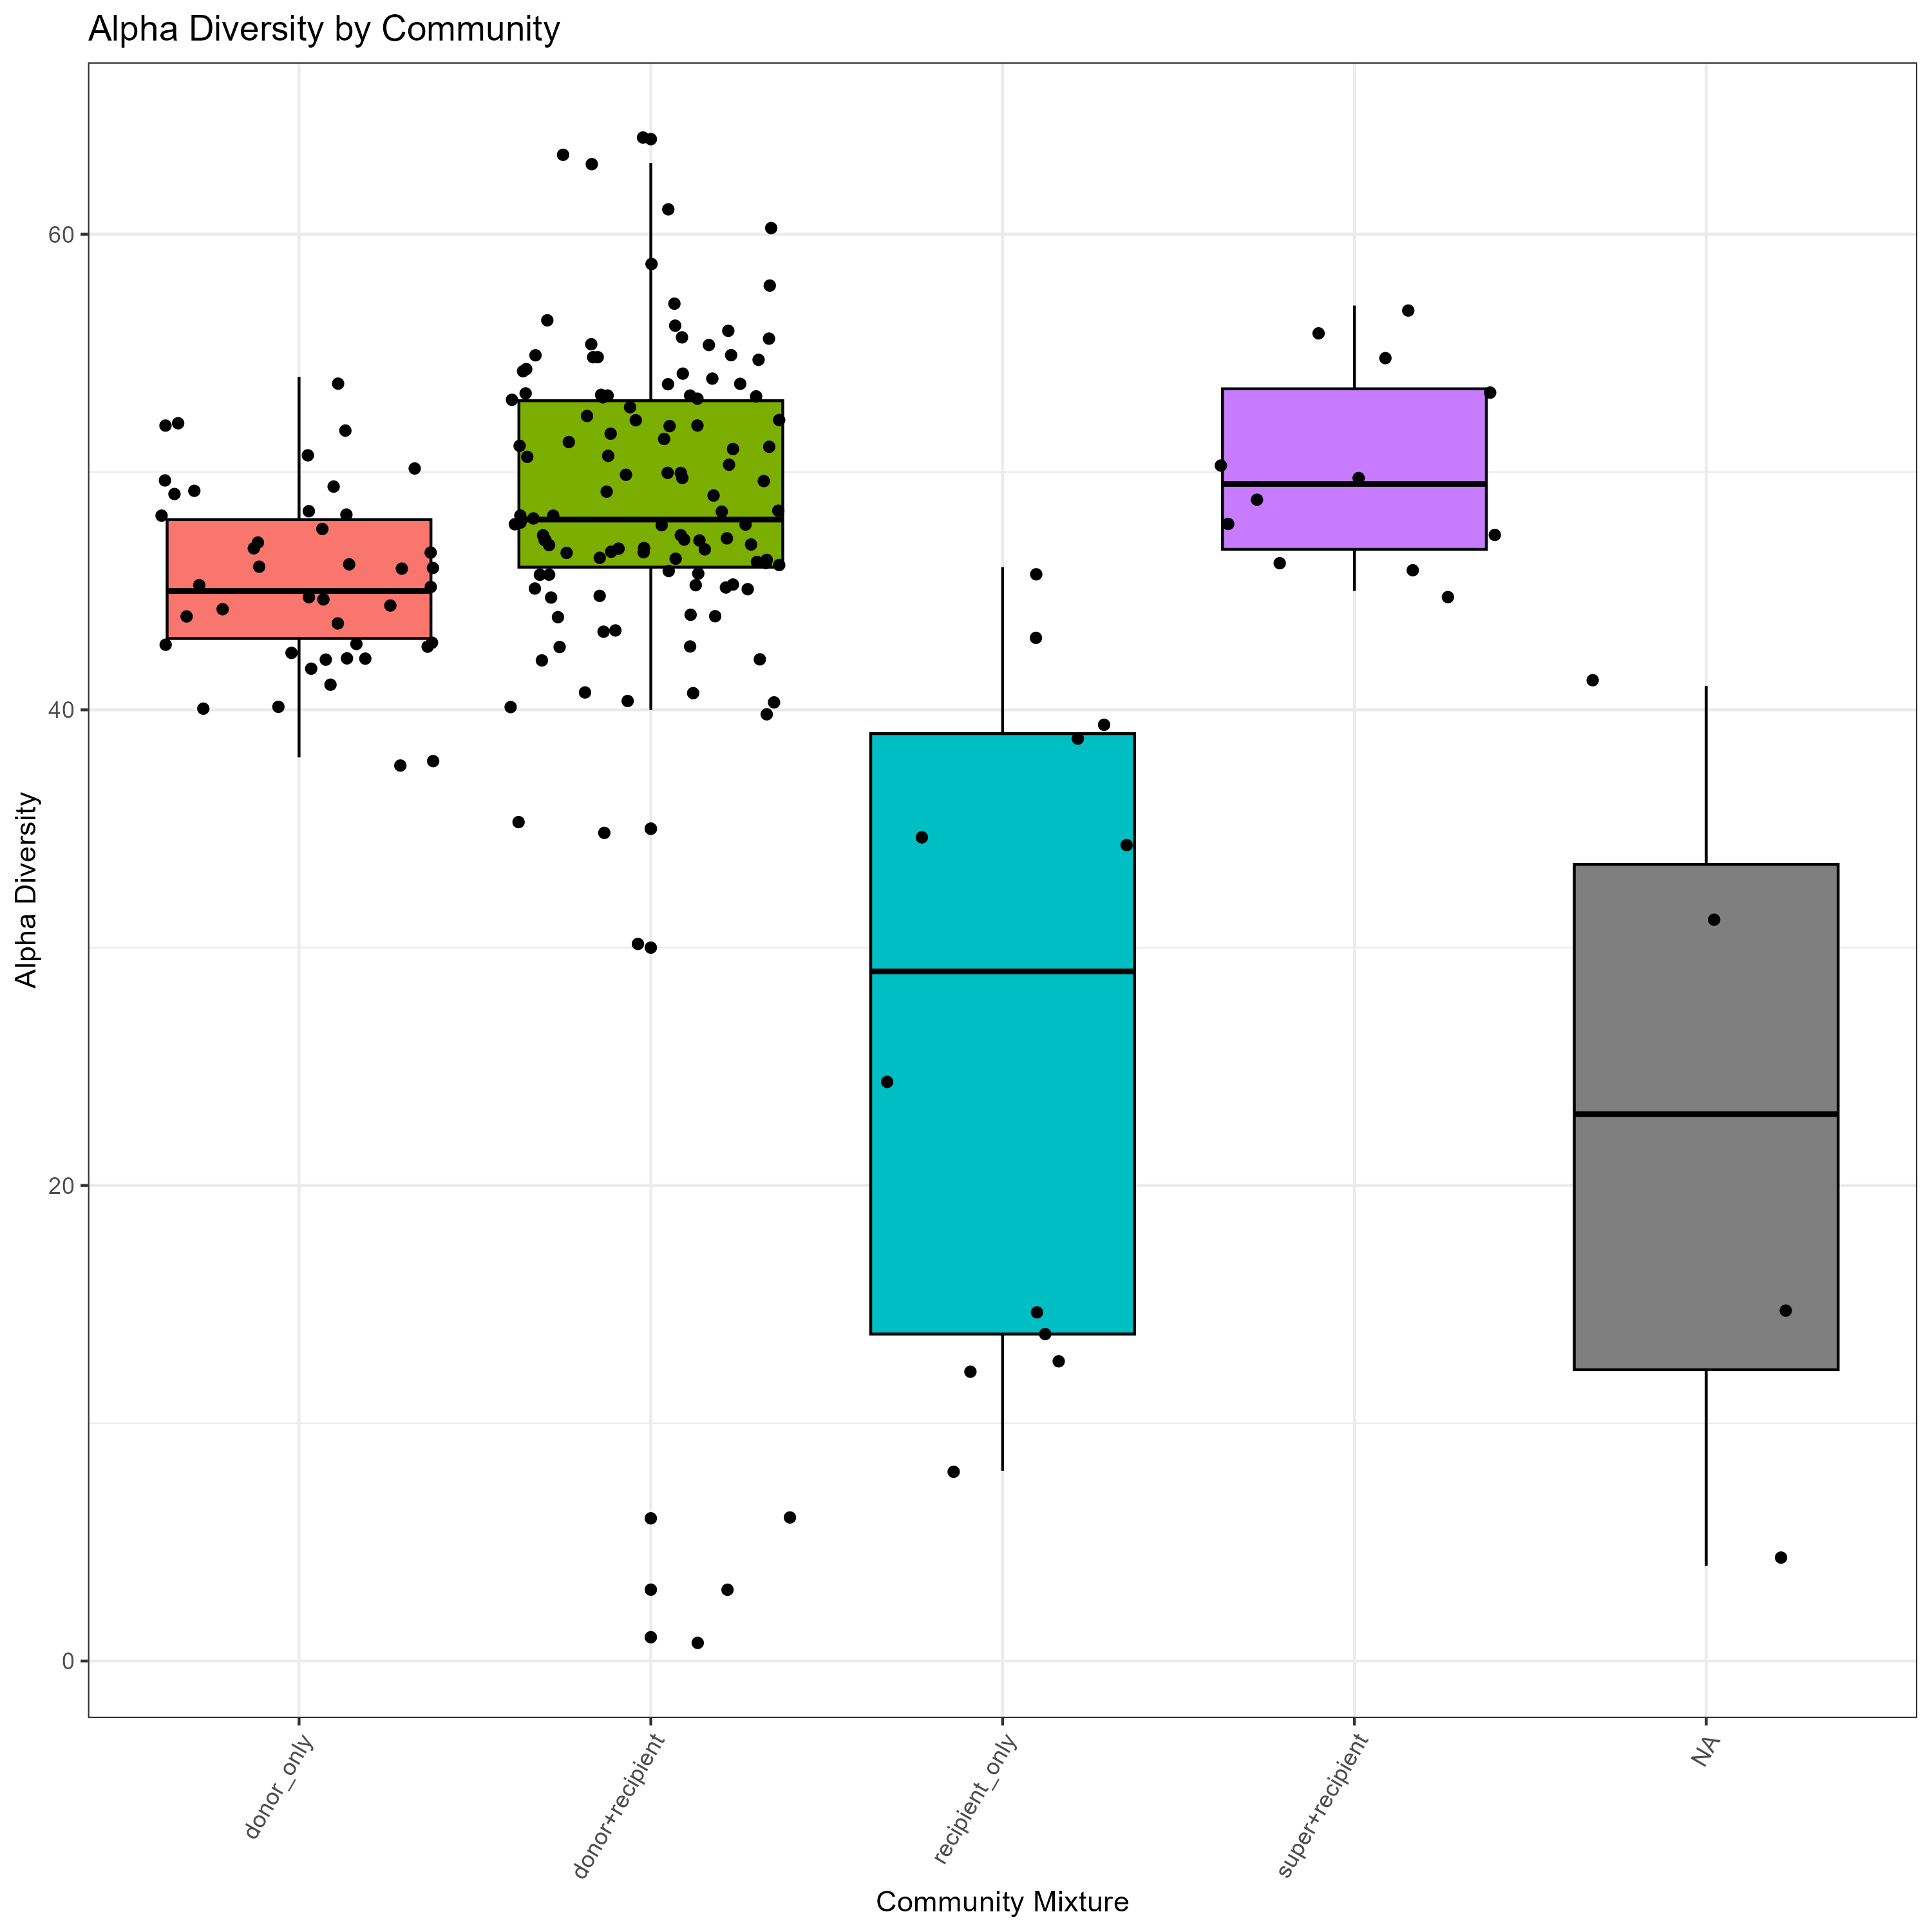 Alpha Diversity by Community
Alpha Diversity
60
40
20
0
donor_only
donor+recipient
recipient_only
super+recipient
NA
Community Mixture